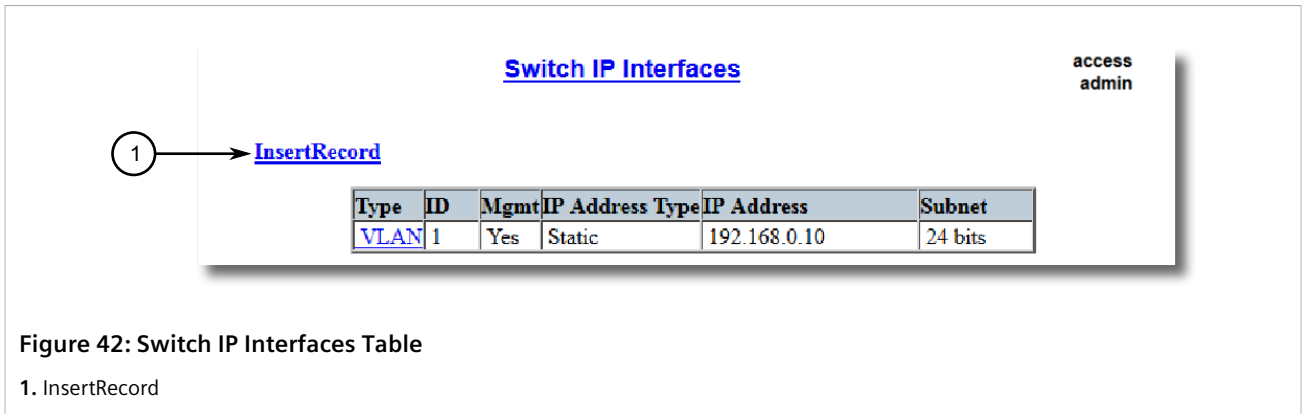 Switch IP Interfaces
access
admin
1
InsertRecord
Type ID Mgmt IP Address Type IP Address Subnet
VLAN 1 Yes Static 192.168.0.10 24 bits
Figure 42: Switch IP Interfaces Table
1. InsertRecord